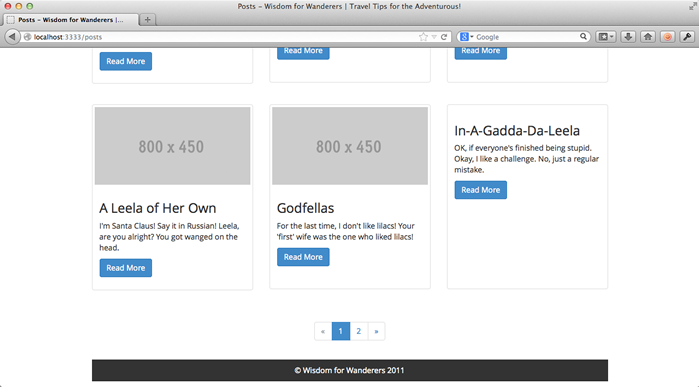 Posts – Wisdom for Wanderers | Travel Tips for the Adventurous!
Posts – Wisdom for Wanderers |...
localhost:3333/posts
Google
Read More
Read More
Read More
800 x 450
800 x 450
In-A-Gadda-Da-Leela
OK, if everyone's finished being stupid.
Okay, I like a challenge. No, just a regular
mistake.
Read More
A Leela of Her Own
I'm Santa Claus! Say it in Russian! Leela,
are you alright? You got wanged on the
head.
Read More
Godfellas
For the last time, I don't like lilacs! Your
'first' wife was the one who liked lilacs!
Read More
« 1 2 »
© Wisdom for Wanderers 2011